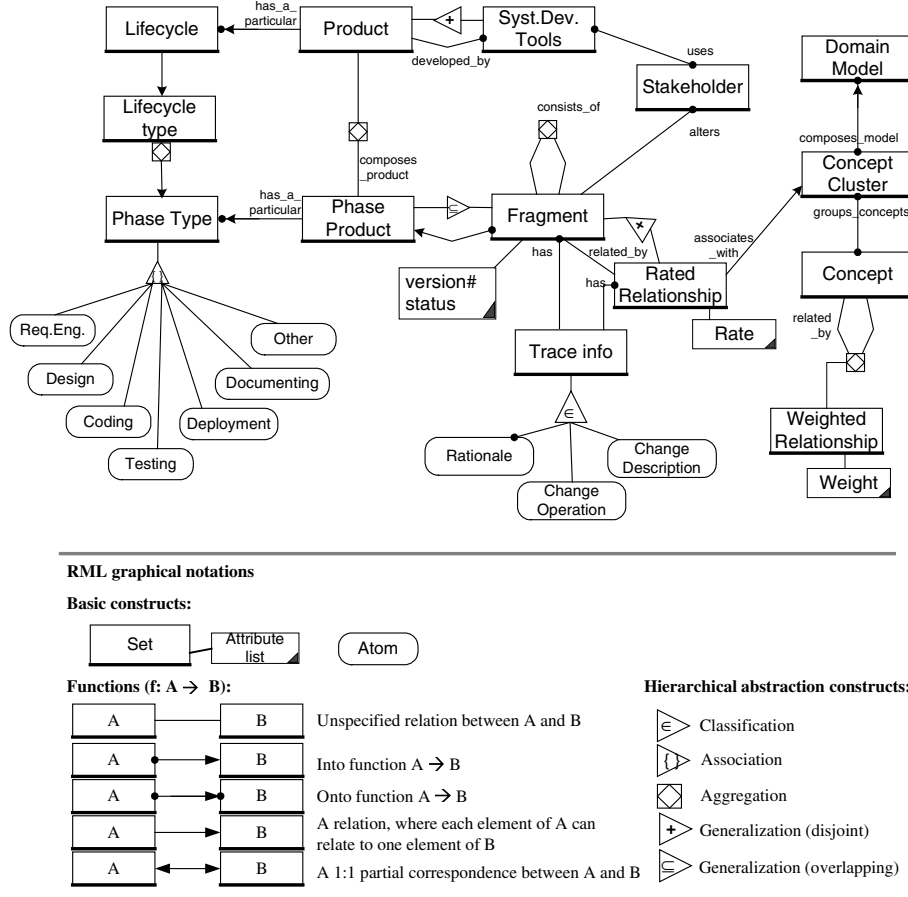 has_a_
particular
Lifecycle
Product
developed_by
Syst.Dev.
Tools
uses
Stakeholder
alters
Domain
Model
Lifecycle
type
consists_of
composes
_product
composes_model
Concept
Cluster
groups_concepts
Phase Type
has_a_
particular
Phase
Product
⊆
Fragment
has
related_by
has
associates
_with
version#
status
Rated
Relationship
Rate
Concept
related
_by
{ }
Req.Eng.
Other
Design
Documenting
Coding
Deployment
Testing
Trace info
∈
Rationale
Change
Description
Change
Operation
Weighted
Relationship
Weight
RML graphical notations
Basic constructs:
Set
Attribute
list
Atom
Functions (f: A → B):
A B Unspecified relation between A and B
A B Into function A → B
A B Onto function A → B
A B A relation, where each element of A can
relate to one element of B
A B A 1:1 partial correspondence between A and B
Hierarchical abstraction constructs:
∈ Classification
{ } Association
Aggregation
+ Generalization (disjoint)
⊆ Generalization (overlapping)